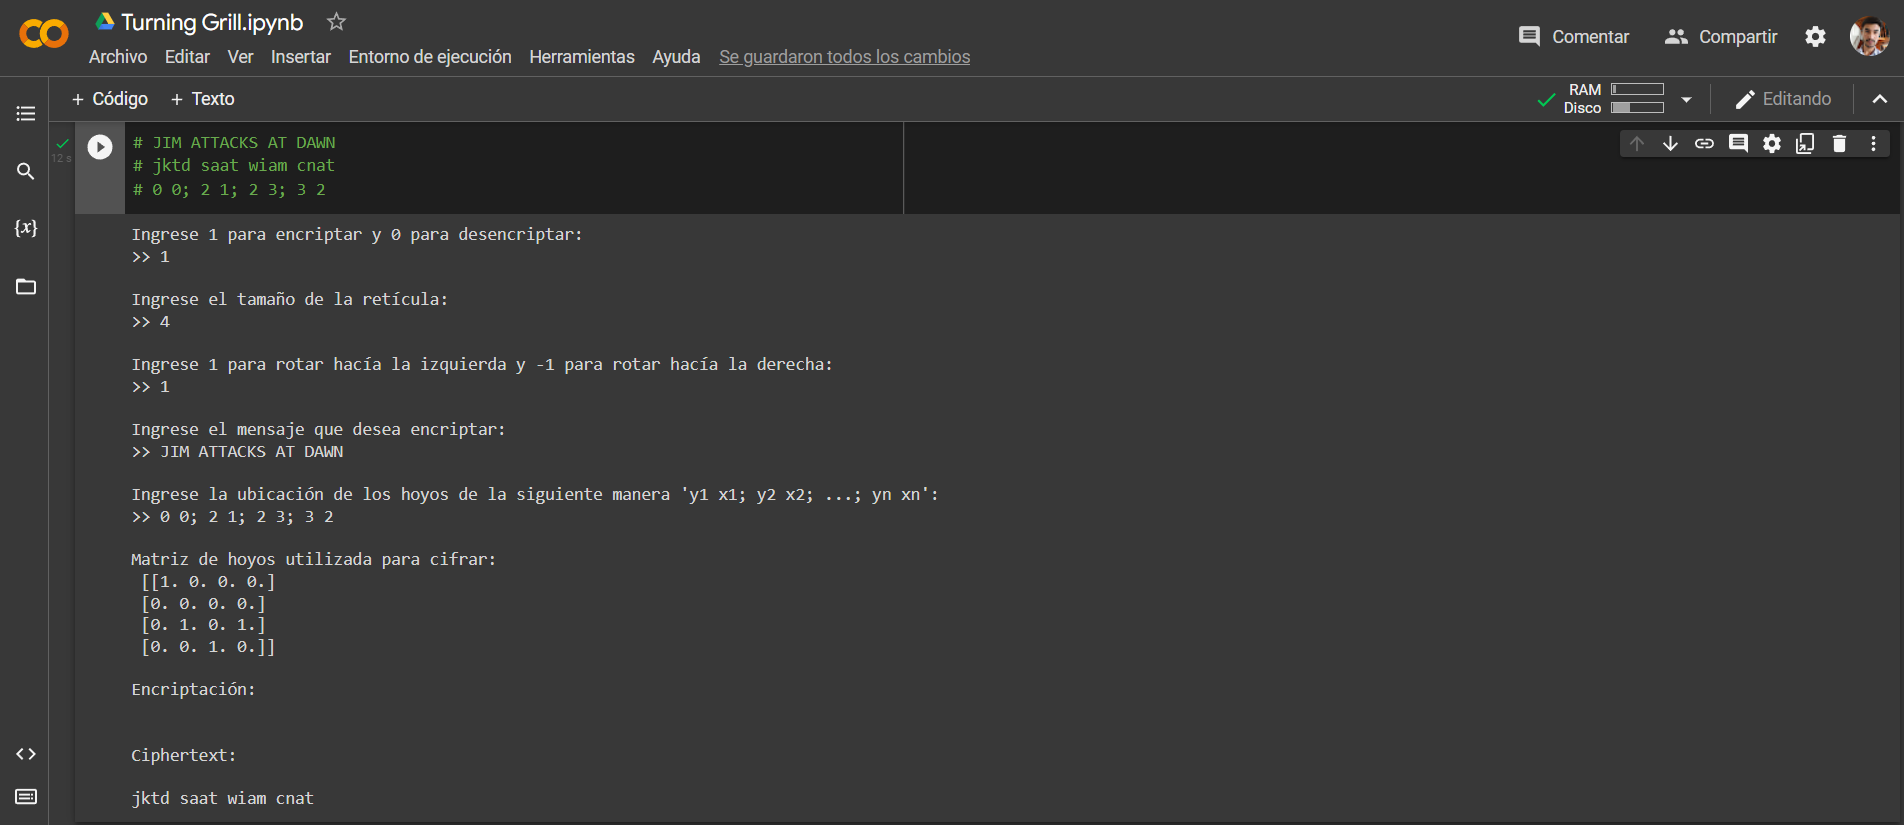 Turning Grill.ipynb
Archivo Editar Ver Insertar Entorno de ejecución Herramientas Ayuda Se guardaron todos los cambios
Comentar Compartir
+ Código + Texto
RAM
Disco
Editando
12 s
# JIM ATTACKS AT DAWN
# jktd saat wiam cnat
# 0 0; 2 1; 2 3; 3 2
Ingrese 1 para encriptar y 0 para desencriptar:
>> 1
Ingrese el tamaño de la retícula:
>> 4
Ingrese 1 para rotar hacía la izquierda y -1 para rotar hacía la derecha:
>> 1
Ingrese el mensaje que desea encriptar:
>> JIM ATTACKS AT DAWN
Ingrese la ubicación de los hoyos de la siguiente manera 'y1 x1; y2 x2; ...; yn xn':
>> 0 0; 2 1; 2 3; 3 2
Matriz de hoyos utilizada para cifrar:
[[1. 0. 0. 0.]
[0. 0. 0. 0.]
[0. 1. 0. 1.]
[0. 0. 1. 0.]]
Encriptación:
Ciphertext:
jktd saat wiam cnat